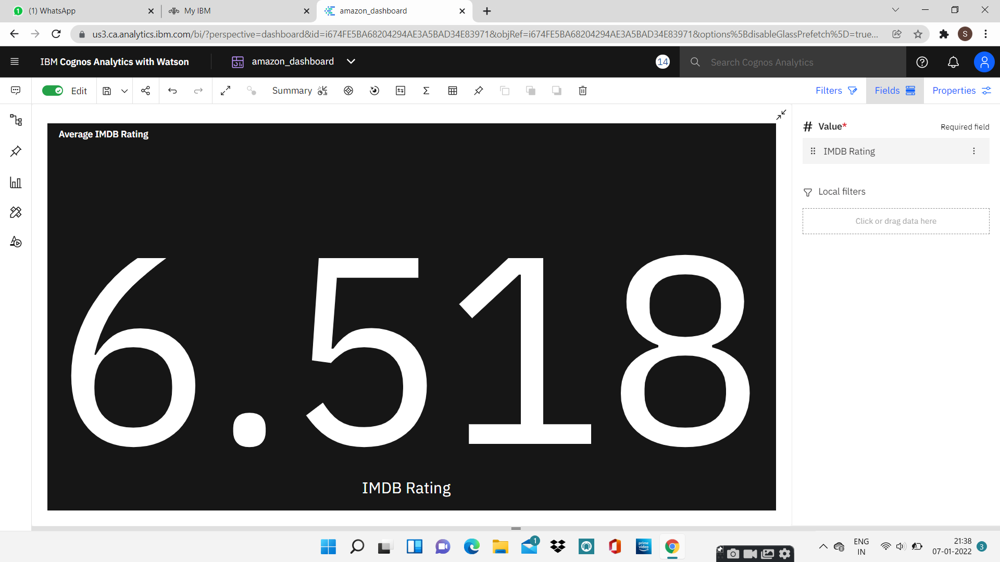 (1) WhatsApp
My IBM
amazon_dashboard
us3.ca.analytics.ibm.com/bi/?perspective=dashboard&id=i674FE5BA68204294AE3A5BAD34E83971&objRef=i674FE5BA68204294AE3A5BAD34E83971&options%5BdisableGlassPrefetch%5D=true...
S
IBM Cognos Analytics with Watson
amazon_dashboard
14
Search Cognos Analytics
Edit
Summary
Filters
Fields
Properties
Average IMDB Rating
6.518
IMDB Rating
# Value*
Required field
IMDB Rating
Local filters
Click or drag data here
1
prime video
ENG
IN
21:38
07-01-2022
3